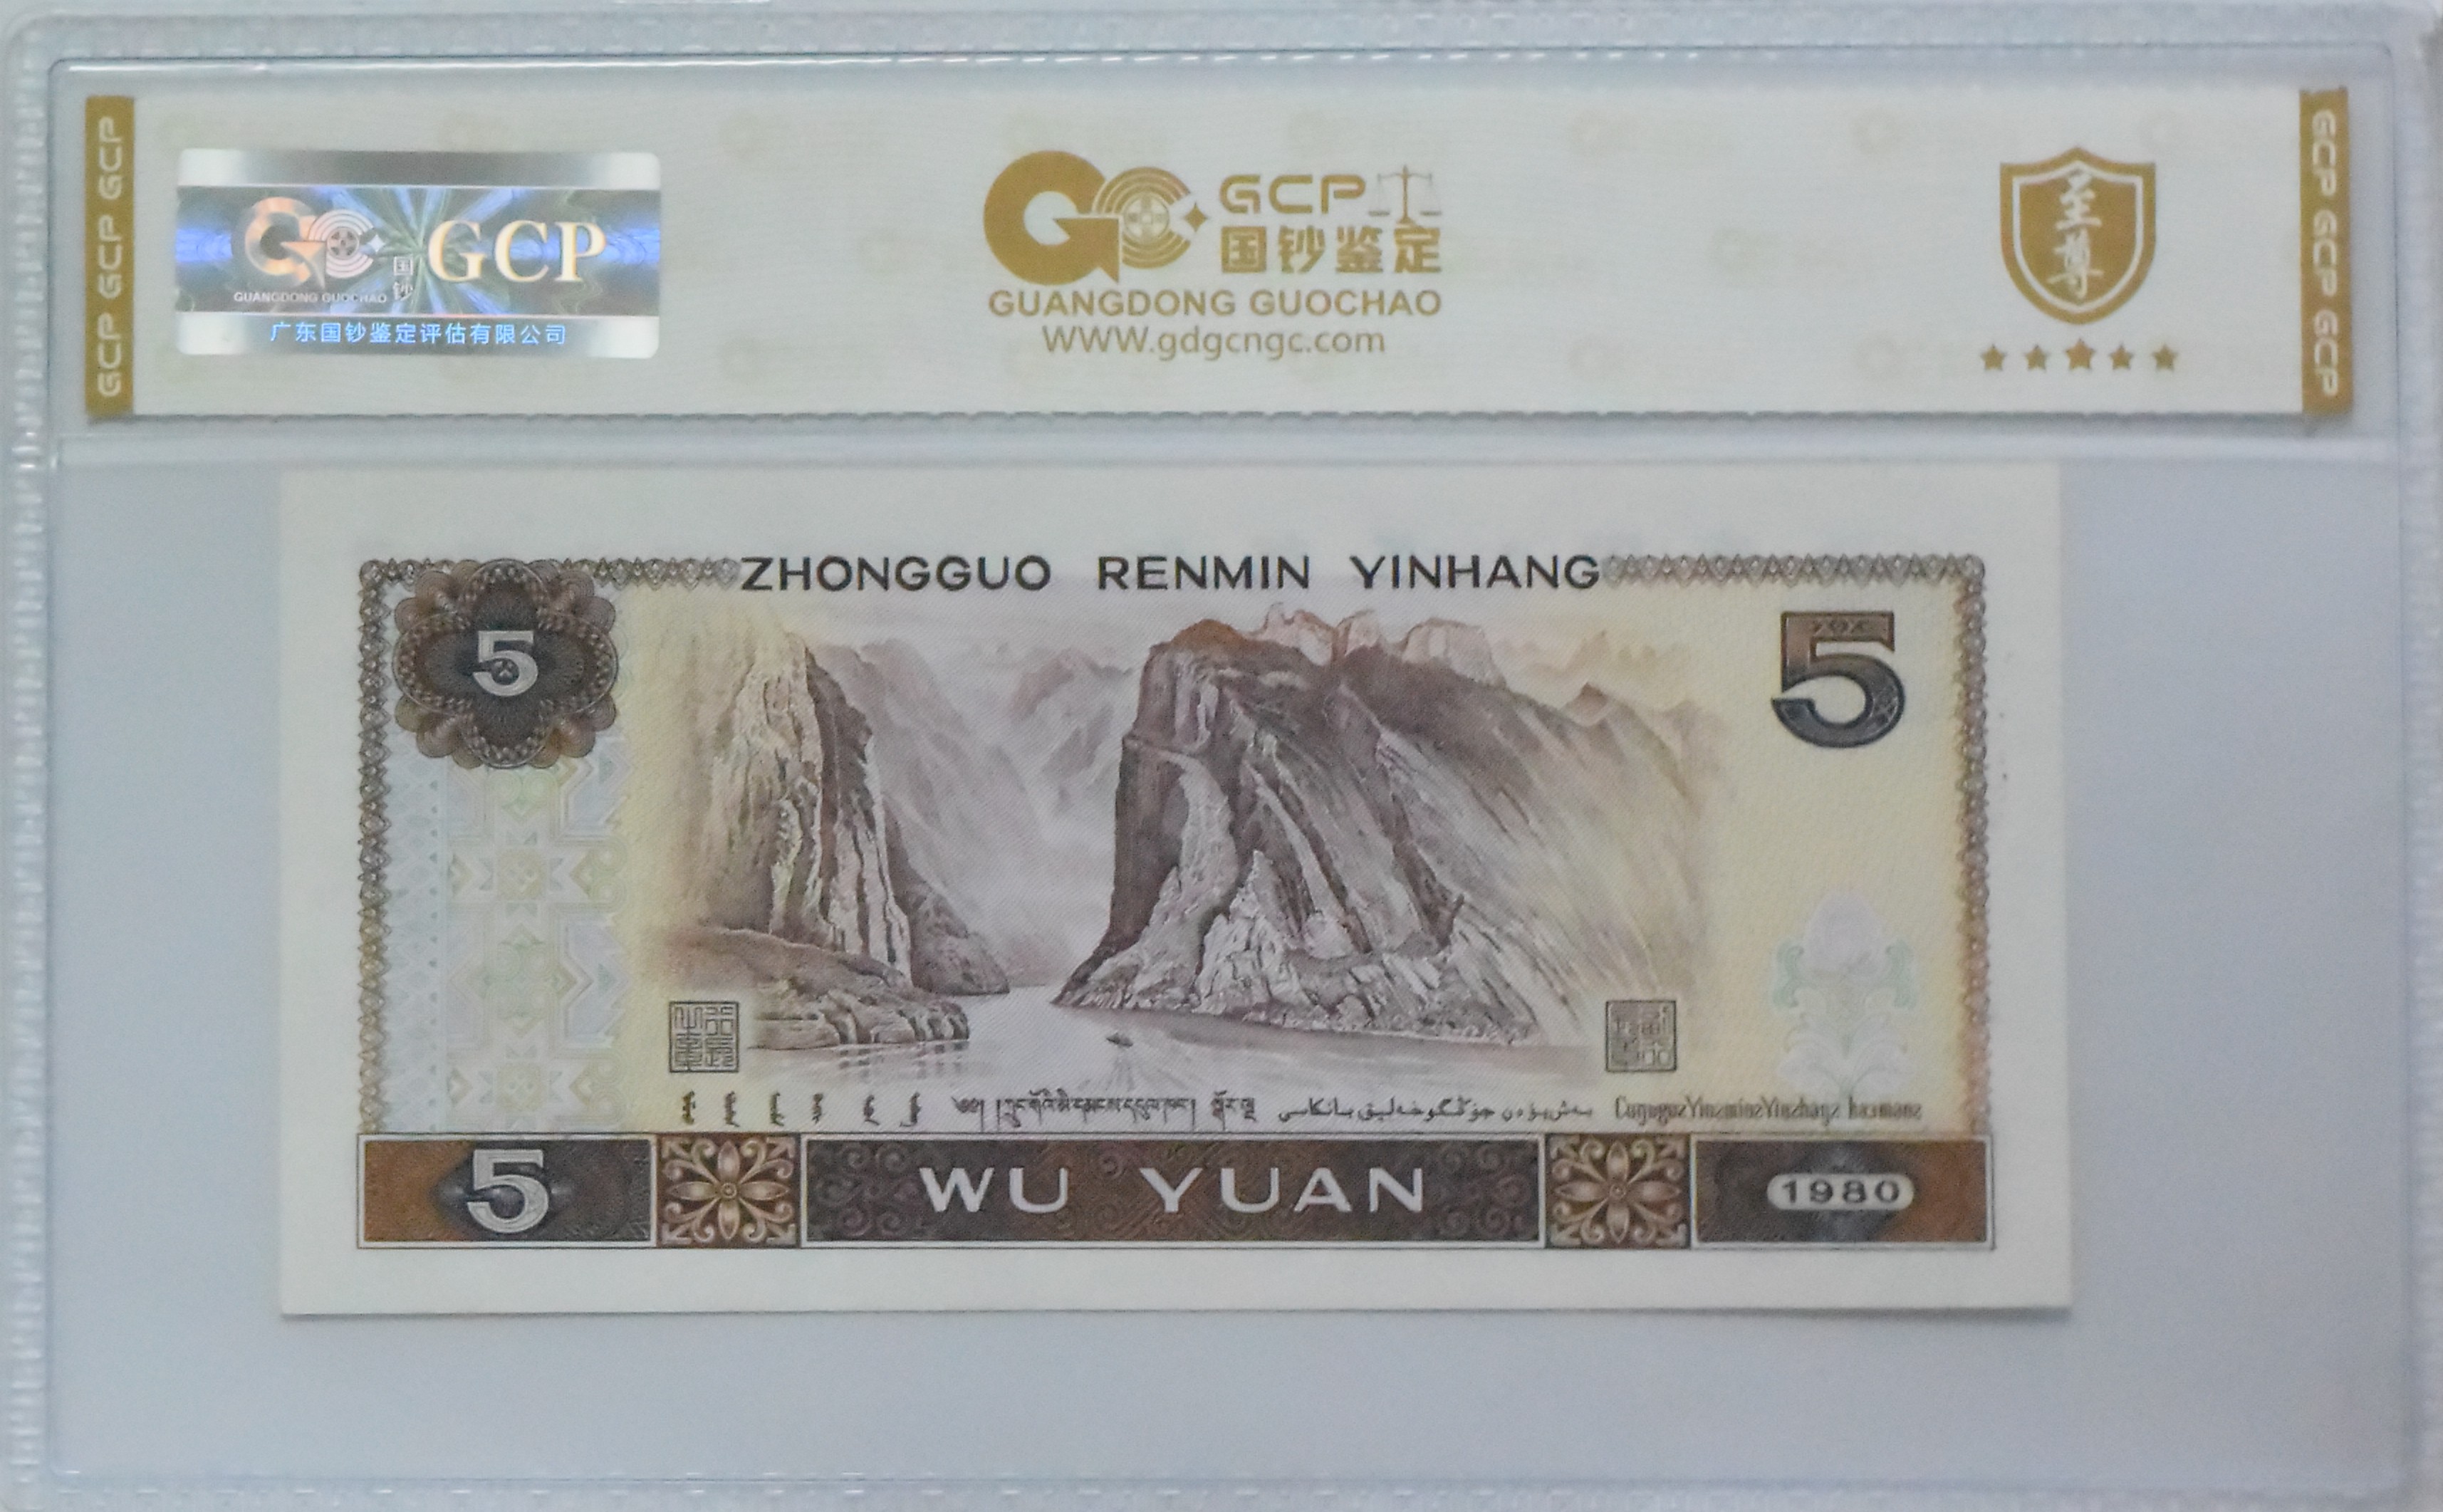 GCP GCP GCP
GUANGDONG GUOCHAO
国
钞
GCP
广东国钞鉴定评估有限公司
GCP
国钞鉴定
GUANGDONG GUOCHAO
WWW.gdgcngc.com
至
尊
GCP GCP GCP
ZHONGGUO RENMIN YINHANG
5
5
5
WU YUAN
1980